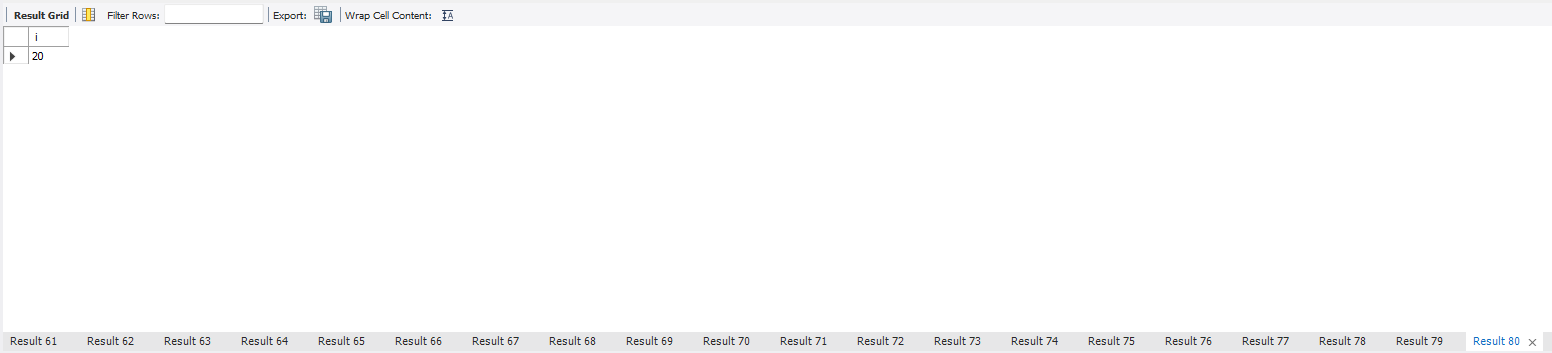 Result Grid Filter Rows: Export: Wrap Cell Content:
i
20
Result 61 Result 62 Result 63 Result 64 Result 65 Result 66 Result 67 Result 68 Result 69 Result 70 Result 71 Result 72 Result 73 Result 74 Result 75 Result 76 Result 77 Result 78 Result 79 Result 80